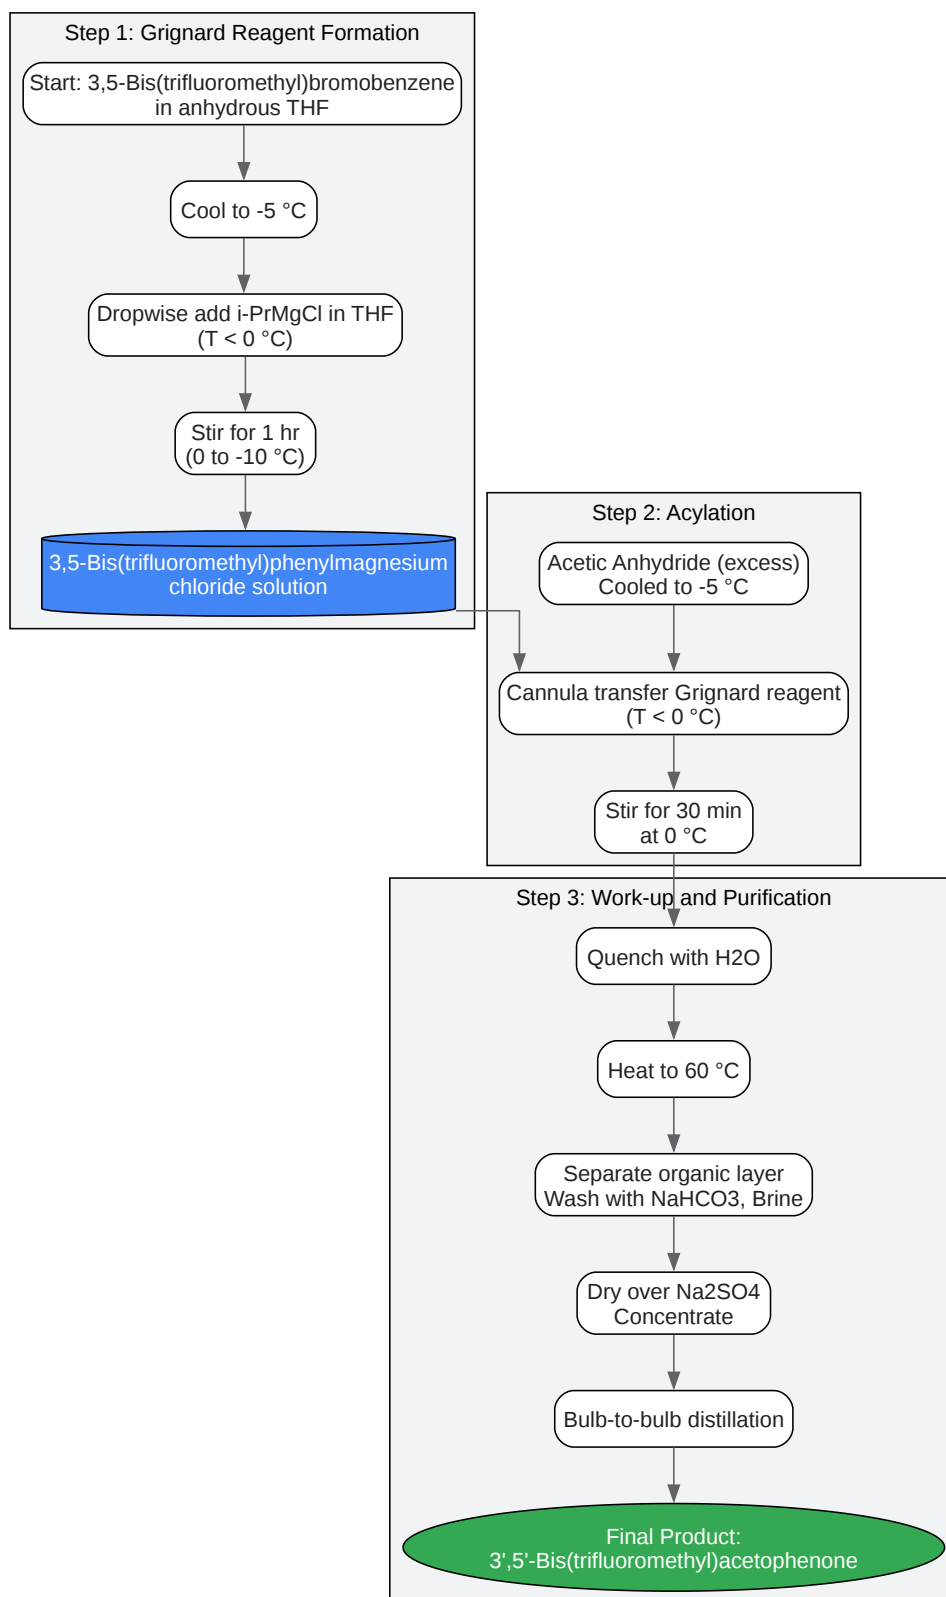 Step 1: Grignard Reagent Formation
Start: 3,5-Bis(trifluoromethyl)bromobenzene
in anhydrous THF
Cool to -5 °C
Dropwise add i-PrMgCl in THF
(T < 0 °C)
Stir for 1 hr
(0 to -10 °C)
3,5-Bis(trifluoromethyl)phenylmagnesium
chloride solution
Step 2: Acylation
Acetic Anhydride (excess)
Cooled to -5 °C
Cannula transfer Grignard reagent
(T < 0 °C)
Stir for 30 min
at 0 °C
Step 3: Work-up and Purification
Quench with H2O
Heat to 60 °C
Separate organic layer
Wash with NaHCO3, Brine
Dry over Na2SO4
Concentrate
Bulb-to-bulb distillation
Final Product:
3',5'-Bis(trifluoromethyl)acetophenone